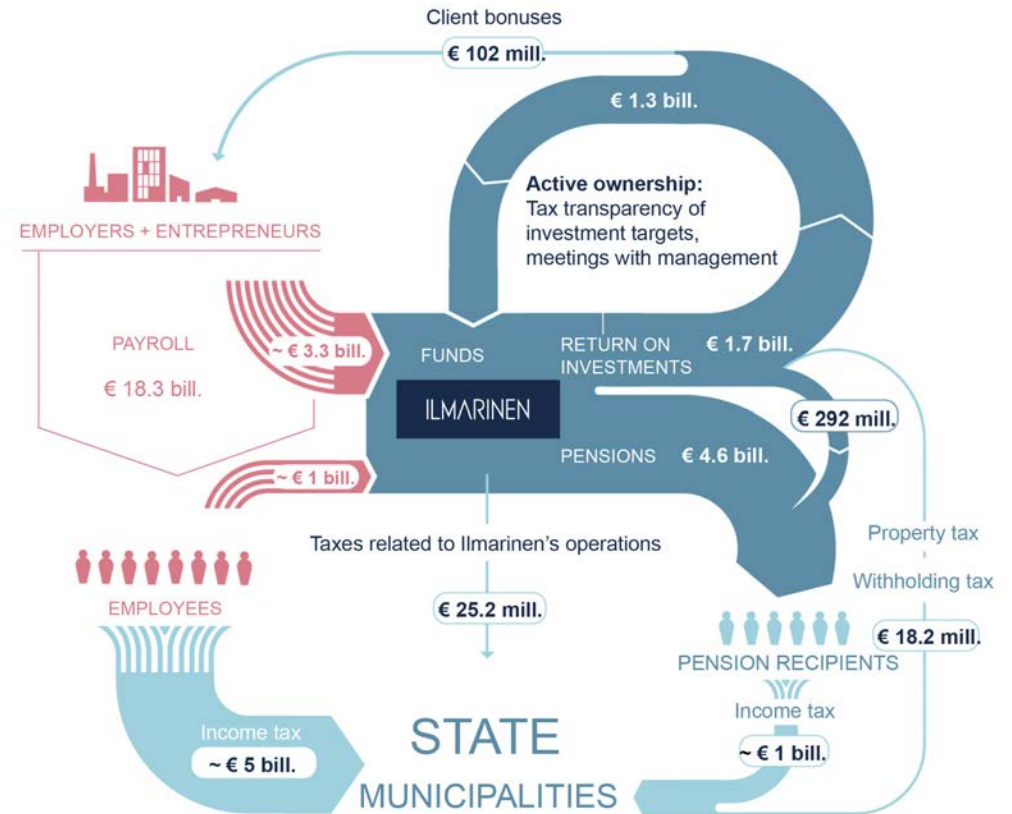 Client bonuses
€ 102 mill.
€ 1.3 bill.
Active ownership:
Tax transparency of
investment targets,
meetings with management
EMPLOYERS + ENTREPRENEURS
PAYROLL
€ 18.3 bill.
~ € 3.3 bill.
FUNDS
RETURN ON
INVESTMENTS
€ 1.7 bill.
ILMARINEN
€ 292 mill.
PENSIONS € 4.6 bill.
~ € 1 bill.
Taxes related to Ilmarinen's operations
Property tax
Withholding tax
€ 18.2 mill.
€ 25.2 mill.
EMPLOYEES
PENSION RECIPIENTS
Income tax
~ € 5 bill.
Income tax
~ € 1 bill.
STATE
MUNICIPALITIES